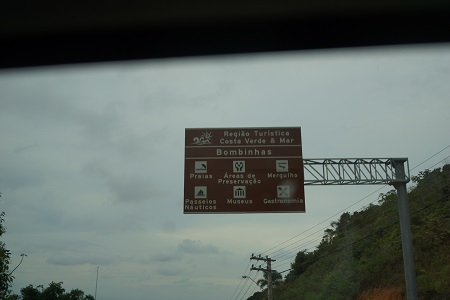 Região Turística
Costa Verde & Mar
Bombinhas
Praias
Áreas de
Preservação
Mergulho
Passeios
Náuticos
Museus
Gastronomia